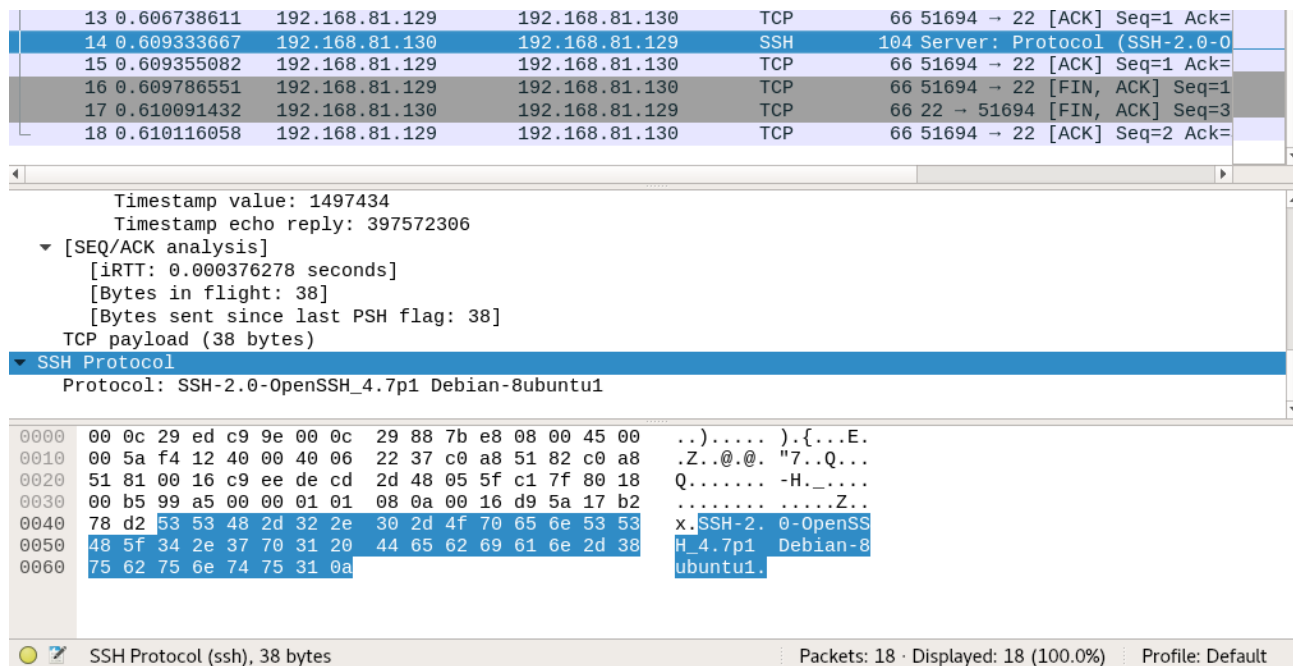 13 0.606738611 192.168.81.129 192.168.81.130 TCP 66 51694 → 22 [ACK] Seq=1 Ack=
14 0.609333667 192.168.81.130 192.168.81.129 SSH 104 Server: Protocol (SSH-2.0-O
15 0.609355082 192.168.81.129 192.168.81.130 TCP 66 51694 → 22 [ACK] Seq=1 Ack=
16 0.609786551 192.168.81.129 192.168.81.130 TCP 66 51694 → 22 [FIN, ACK] Seq=1
17 0.610091432 192.168.81.130 192.168.81.129 TCP 66 22 → 51694 [FIN, ACK] Seq=3
18 0.610116058 192.168.81.129 192.168.81.130 TCP 66 51694 → 22 [ACK] Seq=2 Ack=
Timestamp value: 1497434
Timestamp echo reply: 397572306
[SEQ/ACK analysis]
[iRTT: 0.000376278 seconds]
[Bytes in flight: 38]
[Bytes sent since last PSH flag: 38]
TCP payload (38 bytes)
SSH Protocol
Protocol: SSH-2.0-OpenSSH_4.7p1 Debian-8ubuntu1
0000 00 0c 29 ed c9 9e 00 0c 29 88 7b e8 08 00 45 00 ..)..... ).{...E.
0010 00 5a f4 12 40 00 40 06 22 37 c0 a8 51 82 c0 a8 .Z..@.@. "7..Q...
0020 51 81 00 16 c9 ee de cd 2d 48 05 5f c1 7f 80 18 Q....... -H._....
0030 00 b5 99 a5 00 00 01 01 08 0a 00 16 d9 5a 17 b2 ........ .....Z..
0040 78 d2 53 53 48 2d 32 2e 30 2d 4f 70 65 6e 53 53 x.SSH-2. 0-OpenSS
0050 48 5f 34 2e 37 70 31 20 44 65 62 69 61 6e 2d 38 H_4.7p1 Debian-8
0060 75 62 75 6e 74 75 31 0a ubuntu1.
SSH Protocol (ssh), 38 bytes Packets: 18 · Displayed: 18 (100.0%) Profile: Default